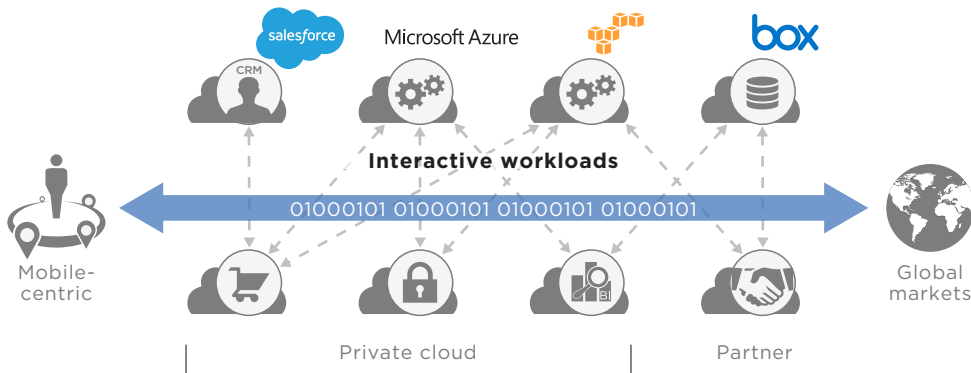 salesforce
Microsoft Azure
box
CRM
Interactive workloads
01000101 01000101 01000101 01000101
Mobile-
centric
Global
markets
BI
Private cloud
Partner